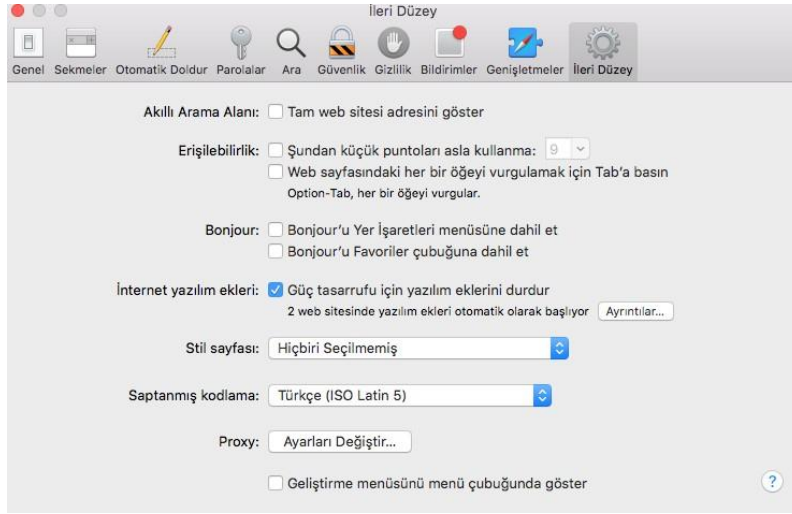 İleri Düzey
Genel Sekmeler Otomatik Doldur Parolalar Ara Güvenlik Gizlilik Bildirimler Genişletmeler İleri Düzey
Akıllı Arama Alanı: Tam web sitesi adresini göster
Erişilebilirlik: Şundan küçük puntoları asla kullanma: 9
Web sayfasındaki her bir öğeyi vurgulamak için Tab'a basın
Option-Tab, her bir öğeyi vurgular.
Bonjour: Bonjour'u Yer İşaretleri menüsüne dahil et
Bonjour'u Favoriler çubuğuna dahil et
İnternet yazılım ekleri: Güç tasarrufu için yazılım eklerini durdur
2 web sitesinde yazılım ekleri otomatik olarak başlıyor Ayrıntılar...
Stil sayfası: Hiçbiri Seçilmemiş
Saptanmış kodlama: Türkçe (ISO Latin 5)
Proxy: Ayarları Değiştir...
Geliştirme menüsünü menü çubuğunda göster ?